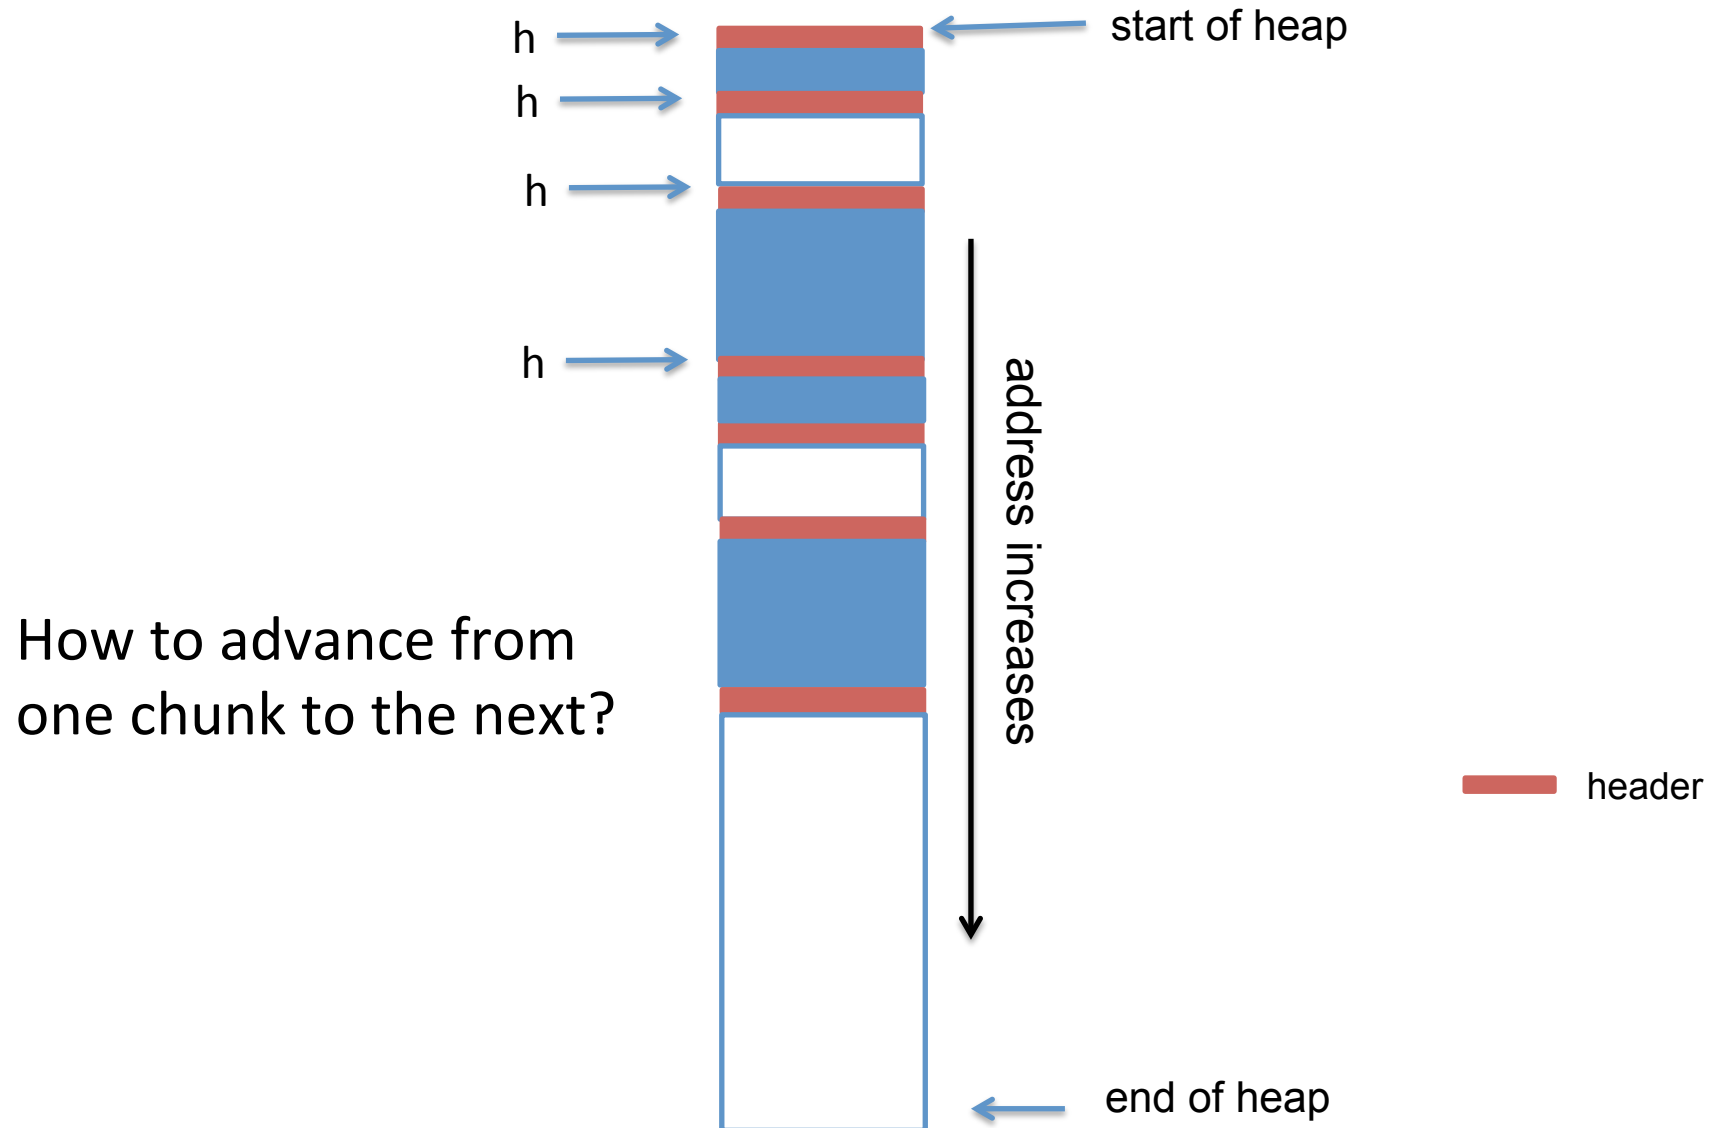 h
start of heap
h
h
h
address increases
How to advance from
one chunk to the next?
header
end of heap